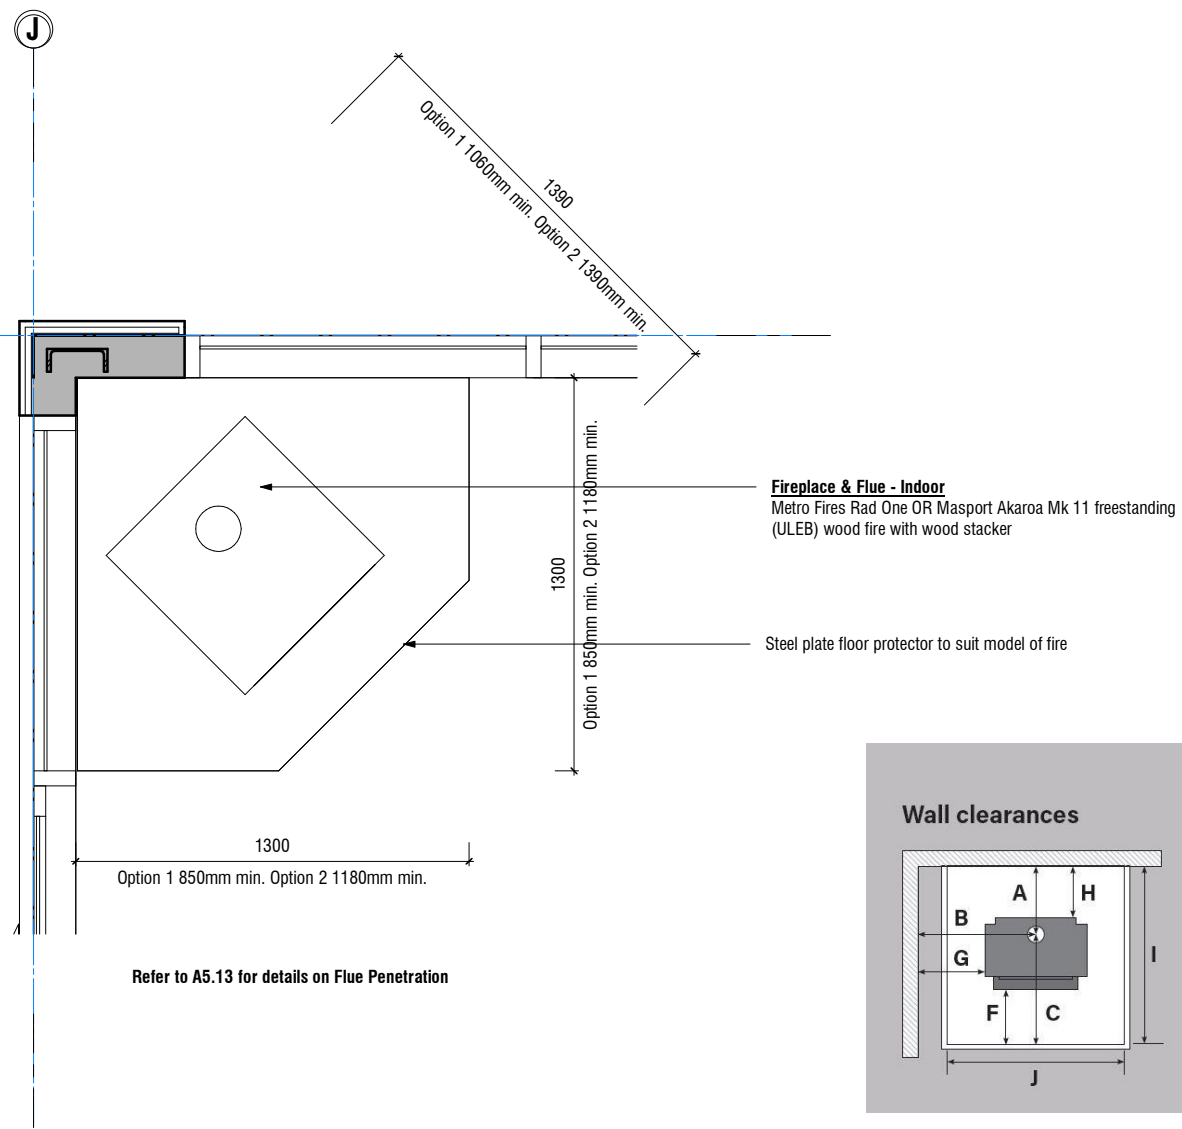 J
1390
Option 1 1060mm min. Option 2 1390mm min.
Fireplace & Flue - Indoor
Metro Fires Rad One OR Masport Akaroa Mk 11 freestanding
(ULEB) wood fire with wood stacker
1300
Option 1 850mm min. Option 2 1180mm min.
Steel plate floor protector to suit model of fire
1300
Option 1 850mm min. Option 2 1180mm min.
Refer to A5.13 for details on Flue Penetration
Wall clearances
A
H
B
G
I
F
C
J